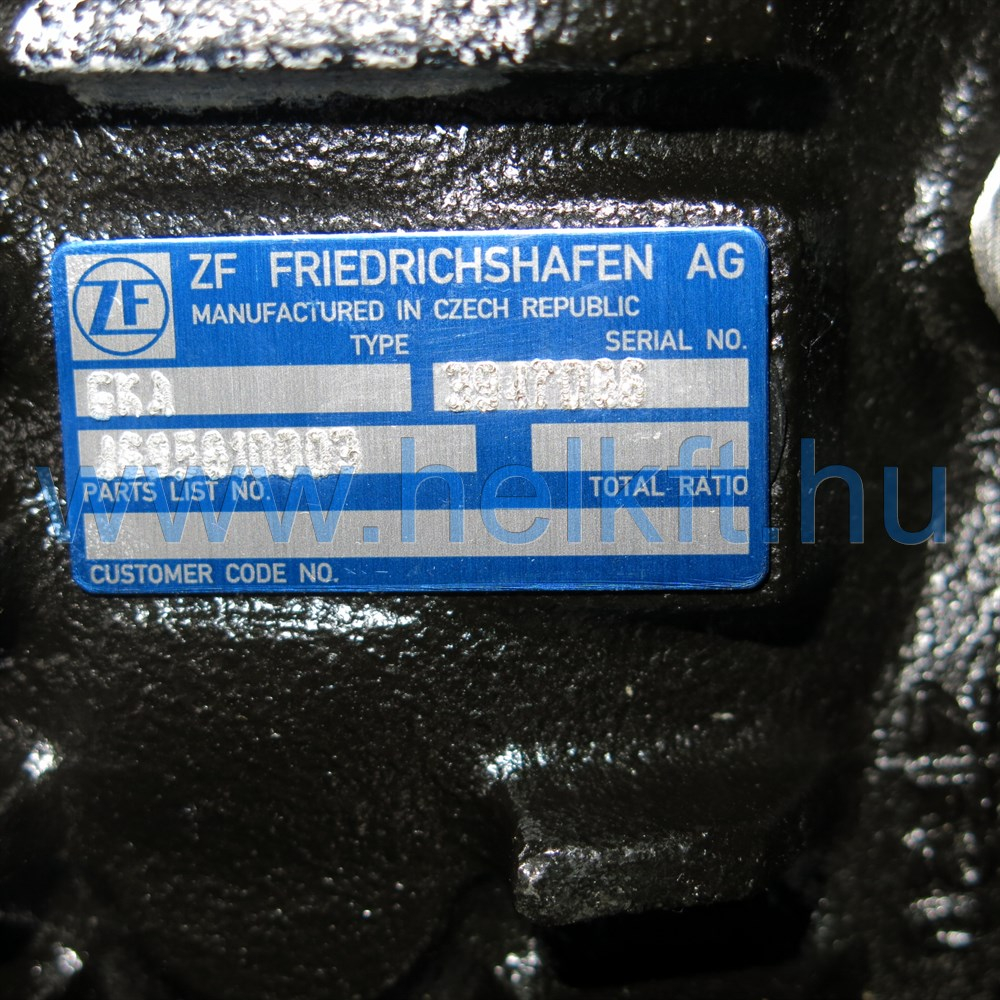 ZF
ZF FRIEDRICHSHAFEN AG
MANUFACTURED IN CZECH REPUBLIC
TYPE SERIAL NO.
GKA
PARTS LIST NO. TOTAL RATIO
www.helkft.hu
CUSTOMER CODE NO.